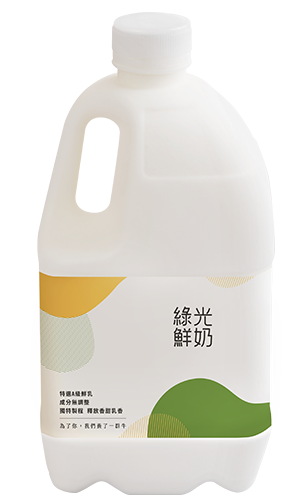 綠光
鮮奶
特選A級鮮乳
成分無調整
獨特製程 釋放香甜乳香
為了你，我們養了一群牛